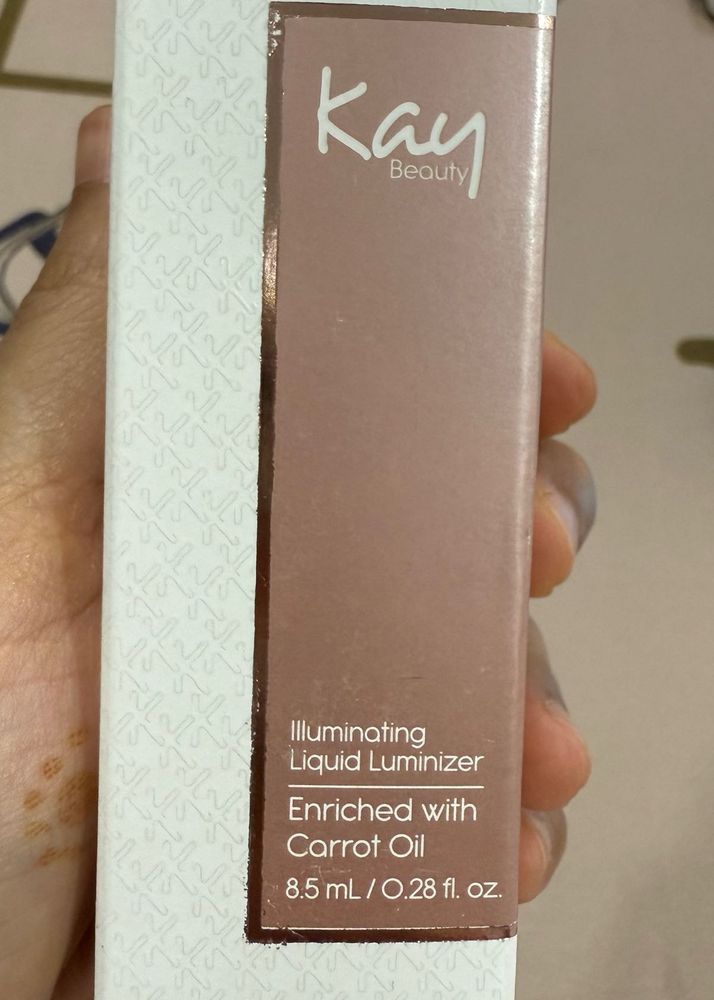 Kay
Beauty
Illuminating
Liquid Luminizer
Enriched with
Carrot Oil
8.5 mL / 0.28 fl. oz.